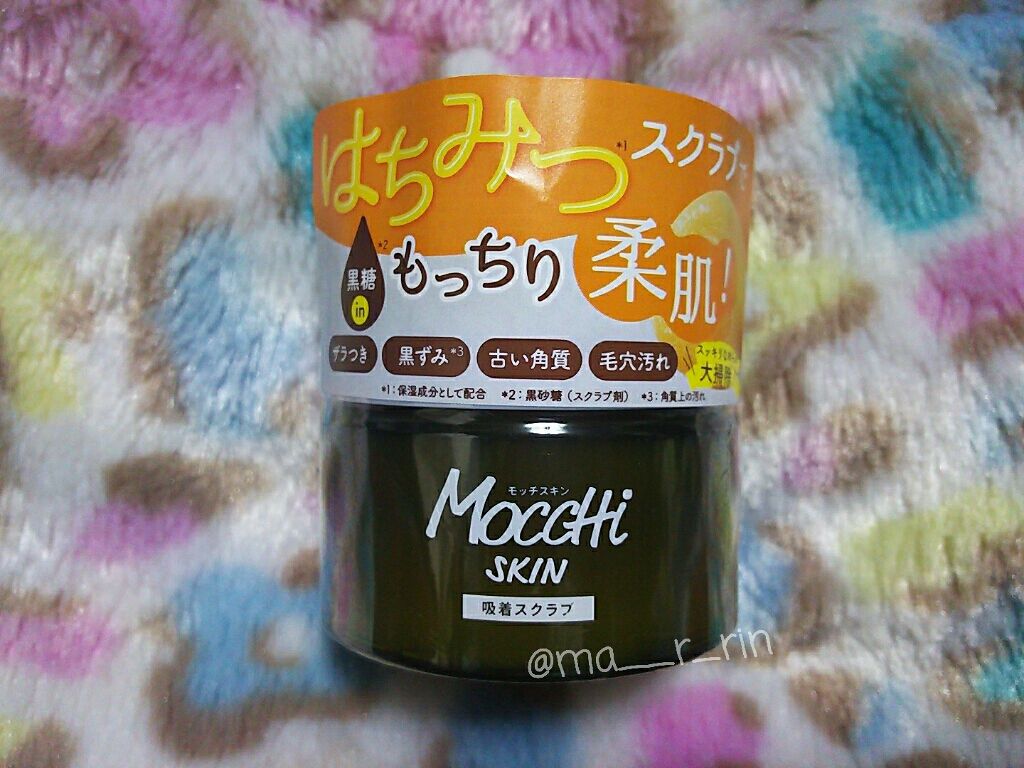 はちみつ*1スクラブで
*2もっちり柔肌!
黒糖
in
ザラつき 黒ずみ*3 古い角質 毛穴汚れ
大掃除
*1:保湿成分として配合 *2:黒砂糖(スクラブ剤) *3:角質上の汚れ
モッチスキン
MOCCHi
SKIN
吸着スクラブ
@ma__r_rin